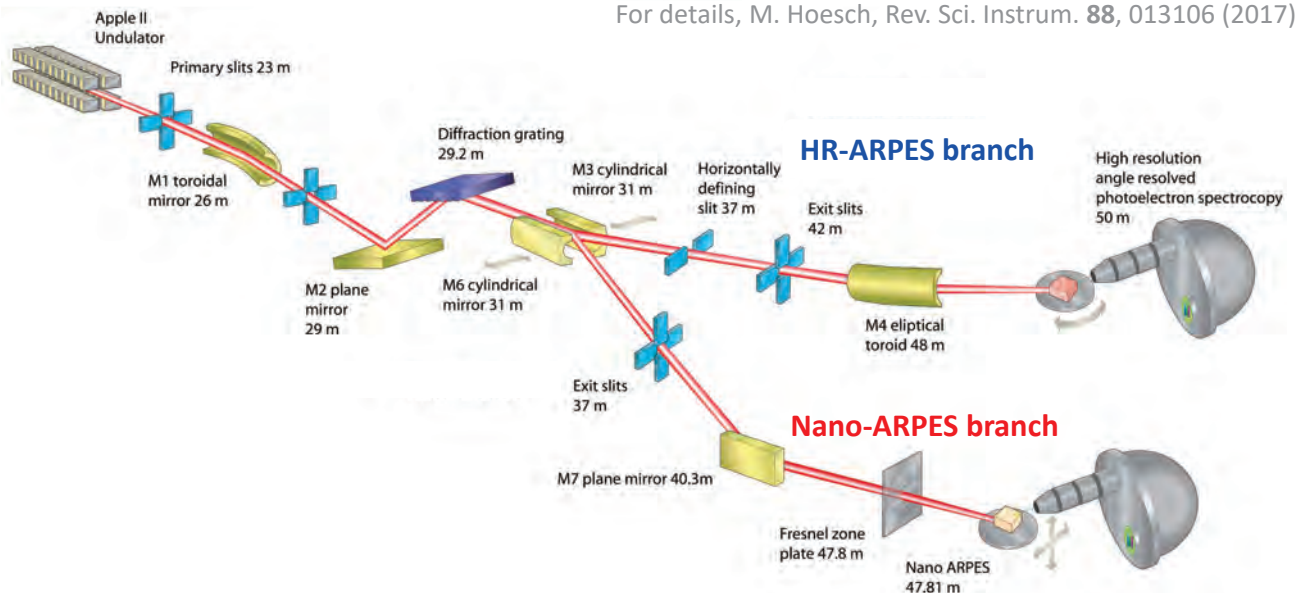 For details, M. Hoesch, Rev. Sci. Instrum. 88, 013106 (2017)
Apple II
Undulator
Primary slits 23 m
M1 toroidal
mirror 26 m
Diffraction grating
29.2 m
M2 plane
mirror
29 m
M3 cylindrical
mirror 31 m
M6 cylindrical
mirror 31 m
HR-ARPES branch
Horizontally
defining
slit 37 m
Exit slits
42 m
M4 eliptical
toroid 48 m
High resolution
angle resolved
photoelectron spectroscopy
50 m
Exit slits
37 m
Nano-ARPES branch
M7 plane mirror 40.3m
Fresnel zone
plate 47.8 m
Nano ARPES
47.81 m